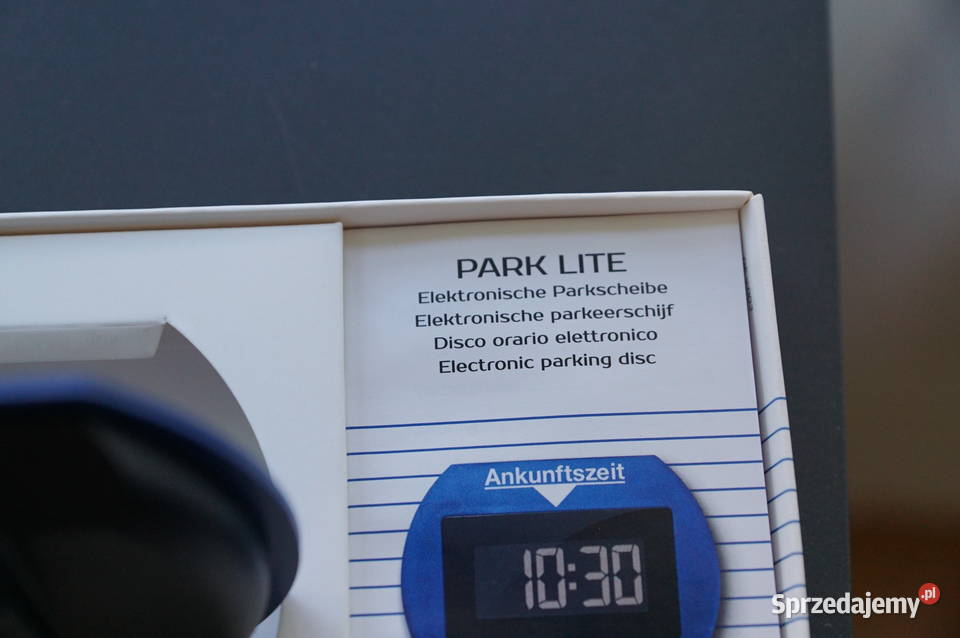 PARK LITE
Elektronische Parkscheibe
Elektronische parkeerschijf
Disco orario elettronico
Electronic parking disc
Ankunftszeit
10:30
Sprzedajemy.pl